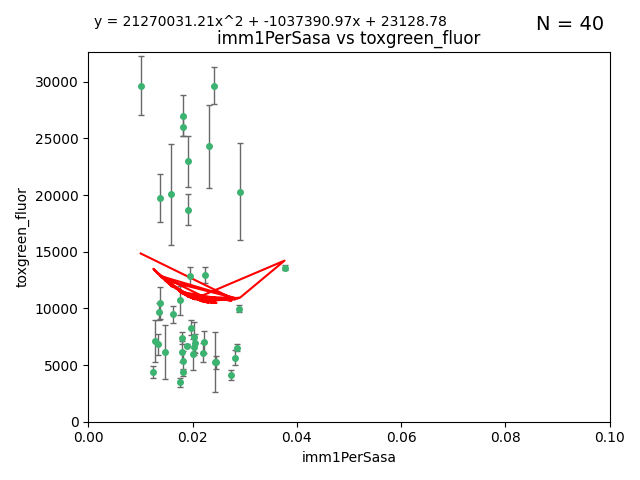 y = 21270031.21x^2 + -1037390.97x + 23128.78
N = 40
imm1PerSasa vs toxgreen_fluor
30000
25000
20000
15000
10000
5000
0
toxgreen_fluor
0.00 0.02 0.04 0.06 0.08 0.10
imm1PerSasa